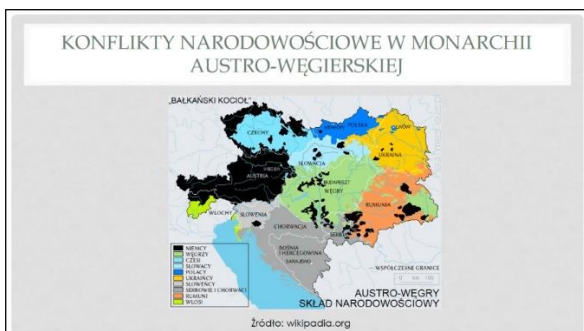 KONFLIKTY NARODOWOŚCIOWE W MONARCHII
AUSTRO-WĘGIERSKIEJ
„BAŁKAŃSKI KOCIOŁ”
CZECHY
POLSKA
UKRAINA
SŁOWACJA
WIEDEŃ
AUSTRIA
BUDAPESZT
WĘGRY
RUMUNIA
WŁOCHY
SŁOWENIA
CHORWACJA
SERBIA
BOŚNIA
I HERCEGOWINA
SARAJEWO
NIEMCY
WĘGRZY
CZESI
SŁOWACY
POLACY
UKRAIŃCY
SŁOWEŃCY
SERBOWIE I CHORWACI
RUMUNI
WŁOSI
WSPÓŁCZESNE GRANICE
AUSTRO-WĘGRY
SKŁAD NARODOWOŚCIOWY
Źródło: wikipadia.org